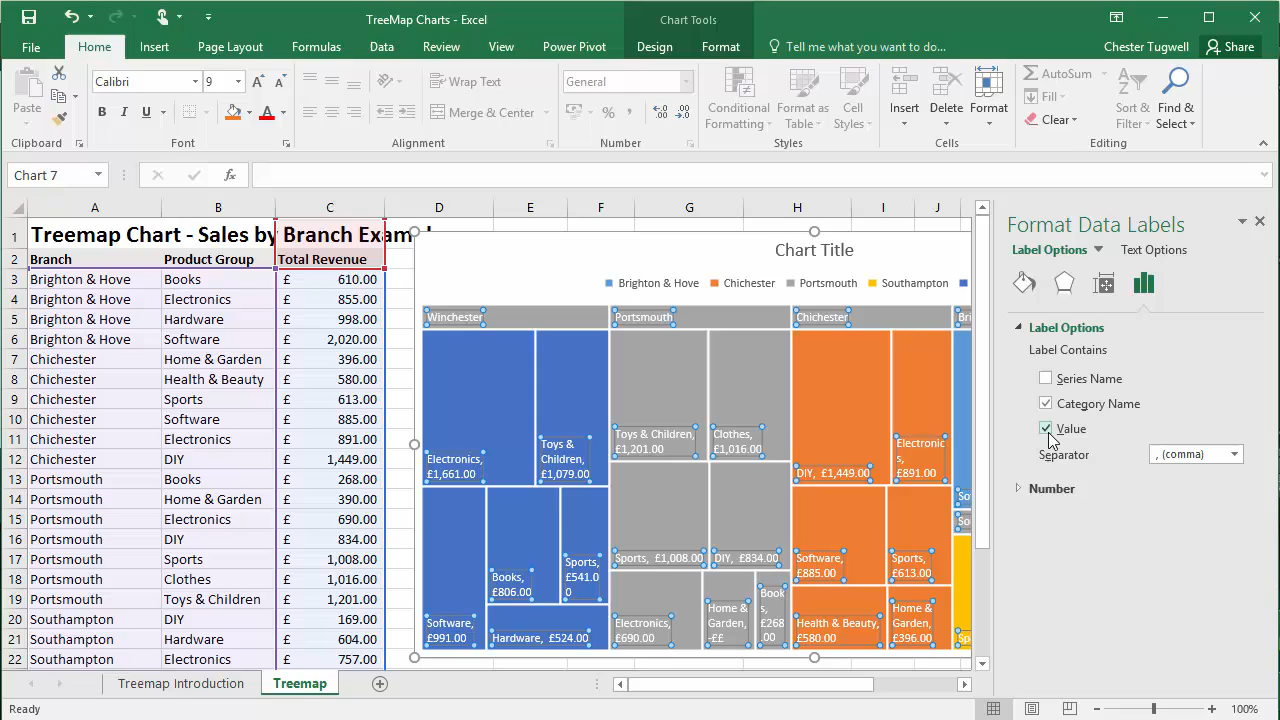 TreeMap Charts - Excel
Chart Tools
File
Home
Insert
Page Layout
Formulas
Data
Review
View
Power Pivot
Design
Format
Tell me what you want to do...
Chester Tugwell
Share
Paste
Calibri
9
B I U
Wrap Text
Merge & Center
General
Conditional Formatting
Format as Table
Cell Styles
Insert
Delete
Format
AutoSum
Fill
Clear
Sort & Filter
Find & Select
Clipboard
Font
Alignment
Number
Styles
Cells
Editing
Chart 7
fx
A B C D E F G H I J
1 Treemap Chart - Sales by Branch Exam
2 Branch Product Group Total Revenue
3 Brighton & Hove Books £ 610.00
4 Brighton & Hove Electronics £ 855.00
5 Brighton & Hove Hardware £ 998.00
6 Brighton & Hove Software £ 2,020.00
7 Chichester Home & Garden £ 396.00
8 Chichester Health & Beauty £ 580.00
9 Chichester Sports £ 613.00
10 Chichester Software £ 885.00
11 Chichester Electronics £ 891.00
12 Chichester DIY £ 1,449.00
13 Portsmouth Books £ 268.00
14 Portsmouth Home & Garden £ 390.00
15 Portsmouth Electronics £ 690.00
16 Portsmouth DIY £ 834.00
17 Portsmouth Sports £ 1,008.00
18 Portsmouth Clothes £ 1,016.00
19 Portsmouth Toys & Children £ 1,201.00
20 Southampton DIY £ 169.00
21 Southampton Hardware £ 604.00
22 Southampton Electronics £ 757.00
Chart Title
Brighton & Hove Chichester Portsmouth Southampton
Winchester
Electronics,
£1,661.00
Toys &
Children,
£1,079.00
Software,
£991.00
Books,
£806.00
Sports,
£541.0
0
Hardware, £524.00
Portsmouth
Toys & Children,
£1,201.00
Clothes,
£1,016.00
Sports, £1,008.00
DIY, £834.00
Electronics,
£690.00
Home &
Garden,
-££
Book
s,
£268
.00
Chichester
DIY, £1,449.00
Electronic
s,
£891.00
Software,
£885.00
Sports,
£613.00
Health & Beauty,
£580.00
Home &
Garden,
£396.00
Bri
So
So
Sp
Format Data Labels
Label Options
Text Options
Label Options
Label Contains
Series Name
Category Name
Value
Separator
, (comma)
Number
Treemap Introduction
Treemap
Ready
100%